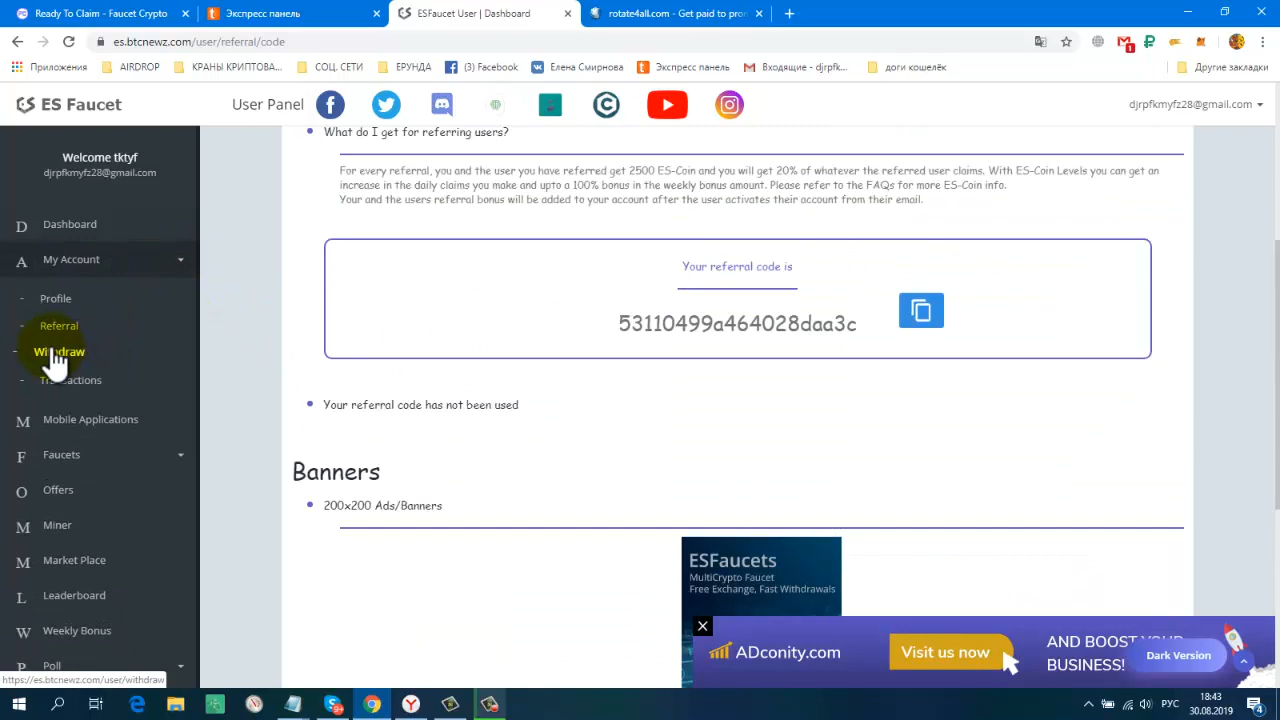 Ready To Claim - Faucet Crypto
Экспресс панель
ESFaucet User | Dashboard
rotate4all.com - Get paid to pro
es.btcnewz.com/user/referral/code
Приложения
AIRDROP
КРАНЫ КРИПТОВА...
СОЦ. СЕТИ
ЕРУНДА
(3) Facebook
Елена Смирнова
Экспресс панель
Входящие - djrpfk...
доги кошелёк
Другие закладки
ES Faucet
User Panel
djrpfkmyfz28@gmail.com
Welcome tktyf
djrpfkmyfz28@gmail.com
D Dashboard
A My Account
- Profile
- Referral
- Withdraw
- Transactions
M Mobile Applications
F Faucets
O Offers
M Miner
M Market Place
L Leaderboard
W Weekly Bonus
P Poll
What do I get for referring users?
For every referral, you and the user you have referred get 2500 ES-Coin and you will get 20% of whatever the referred user claims. With ES-Coin Levels you can get an
increase in the daily claims you make and upto a 100% bonus in the weekly bonus amount. Please refer to the FAQs for more ES-Coin info.
Your and the users referral bonus will be added to your account after the user activates their account from their email.
Your referral code is
53110499a464028daa3c
Your referral code has not been used
Banners
200x200 Ads/Banners
ESFaucets
MultiCrypto Faucet
Free Exchange, Fast Withdrawals
ADconity.com
Visit us now
AND BOOST YOUR
BUSINESS!
Dark Version
https://es.btcnewz.com/user/withdraw
РУС
18:43
30.08.2019